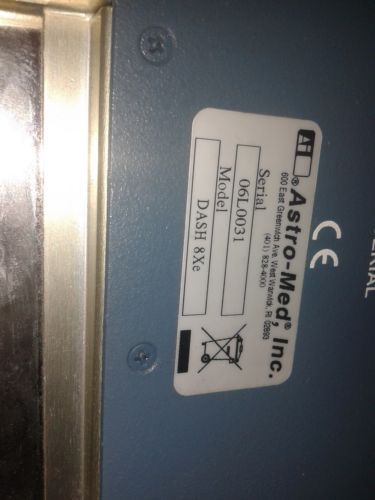 Astro-Med®, Inc.
600 East Greenwich Ave. West Warwick, RI 02893
(401) 828-4000
Serial
06L0031
Model
DASH 8Xe
CE